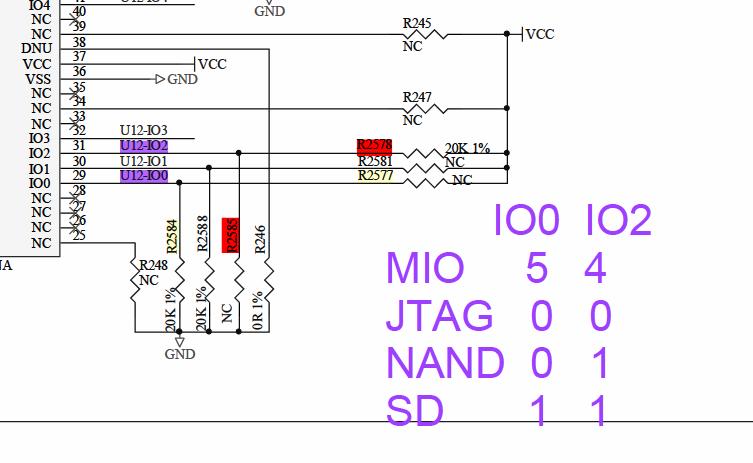 IO4 41 U12-IO4
GND
NC 40
NC 39 R245 NC VCC
DNU 38
VCC 37 VCC
VSS 36 GND
NC 35
NC 34 R247 NC
NC 33
IO3 32 U12-IO3
IO2 31 U12-IO2 R2578 20K 1%
IO1 30 U12-IO1 R2581 NC
IO0 29 U12-IO0 R2577 NC
NC 28
NC 27
NC 26
NC 25
R248 NC
R2584 20K 1%
R2588 20K 1%
R2585 NC
R246 0R 1%
GND
IO0 IO2
MIO 5 4
JTAG 0 0
NAND 0 1
SD 1 1